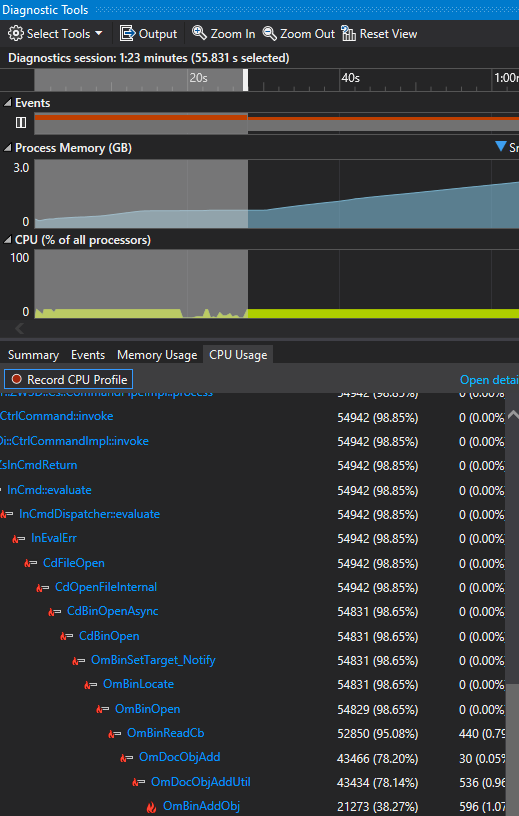 Diagnostic Tools
Select Tools Output Zoom In Zoom Out Reset View
Diagnostics session: 1:23 minutes (55.831 s selected)
20s 40s 1:00
Events
Process Memory (GB) Sn
3.0
0
CPU (% of all processors)
100
0
Summary Events Memory Usage CPU Usage
Record CPU Profile Open detai
54942 (98.85%) 0 (0.00%
CtrlCommand::invoke 54942 (98.85%) 0 (0.00%
Di::CtrlCommandImpl::invoke 54942 (98.85%) 0 (0.00%
ZsInCmdReturn 54942 (98.85%) 0 (0.00%
InCmd::evaluate 54942 (98.85%) 0 (0.00%
InCmdDispatcher::evaluate 54942 (98.85%) 0 (0.00%
InEvalErr 54942 (98.85%) 0 (0.00%
CdFileOpen 54942 (98.85%) 0 (0.00%
CdOpenFileInternal 54942 (98.85%) 0 (0.00%
CdBinOpenAsync 54831 (98.65%) 0 (0.00%
CdBinOpen 54831 (98.65%) 0 (0.00%
OmBinSetTarget_Notify 54831 (98.65%) 0 (0.00%
OmBinLocate 54831 (98.65%) 0 (0.00%
OmBinOpen 54829 (98.65%) 0 (0.00%
OmBinReadCb 52850 (95.08%) 440 (0.79
OmDocObjAdd 43466 (78.20%) 30 (0.05%
OmDocObjAddUtil 43434 (78.14%) 536 (0.96
OmBinAddObj 21273 (38.27%) 596 (1.07